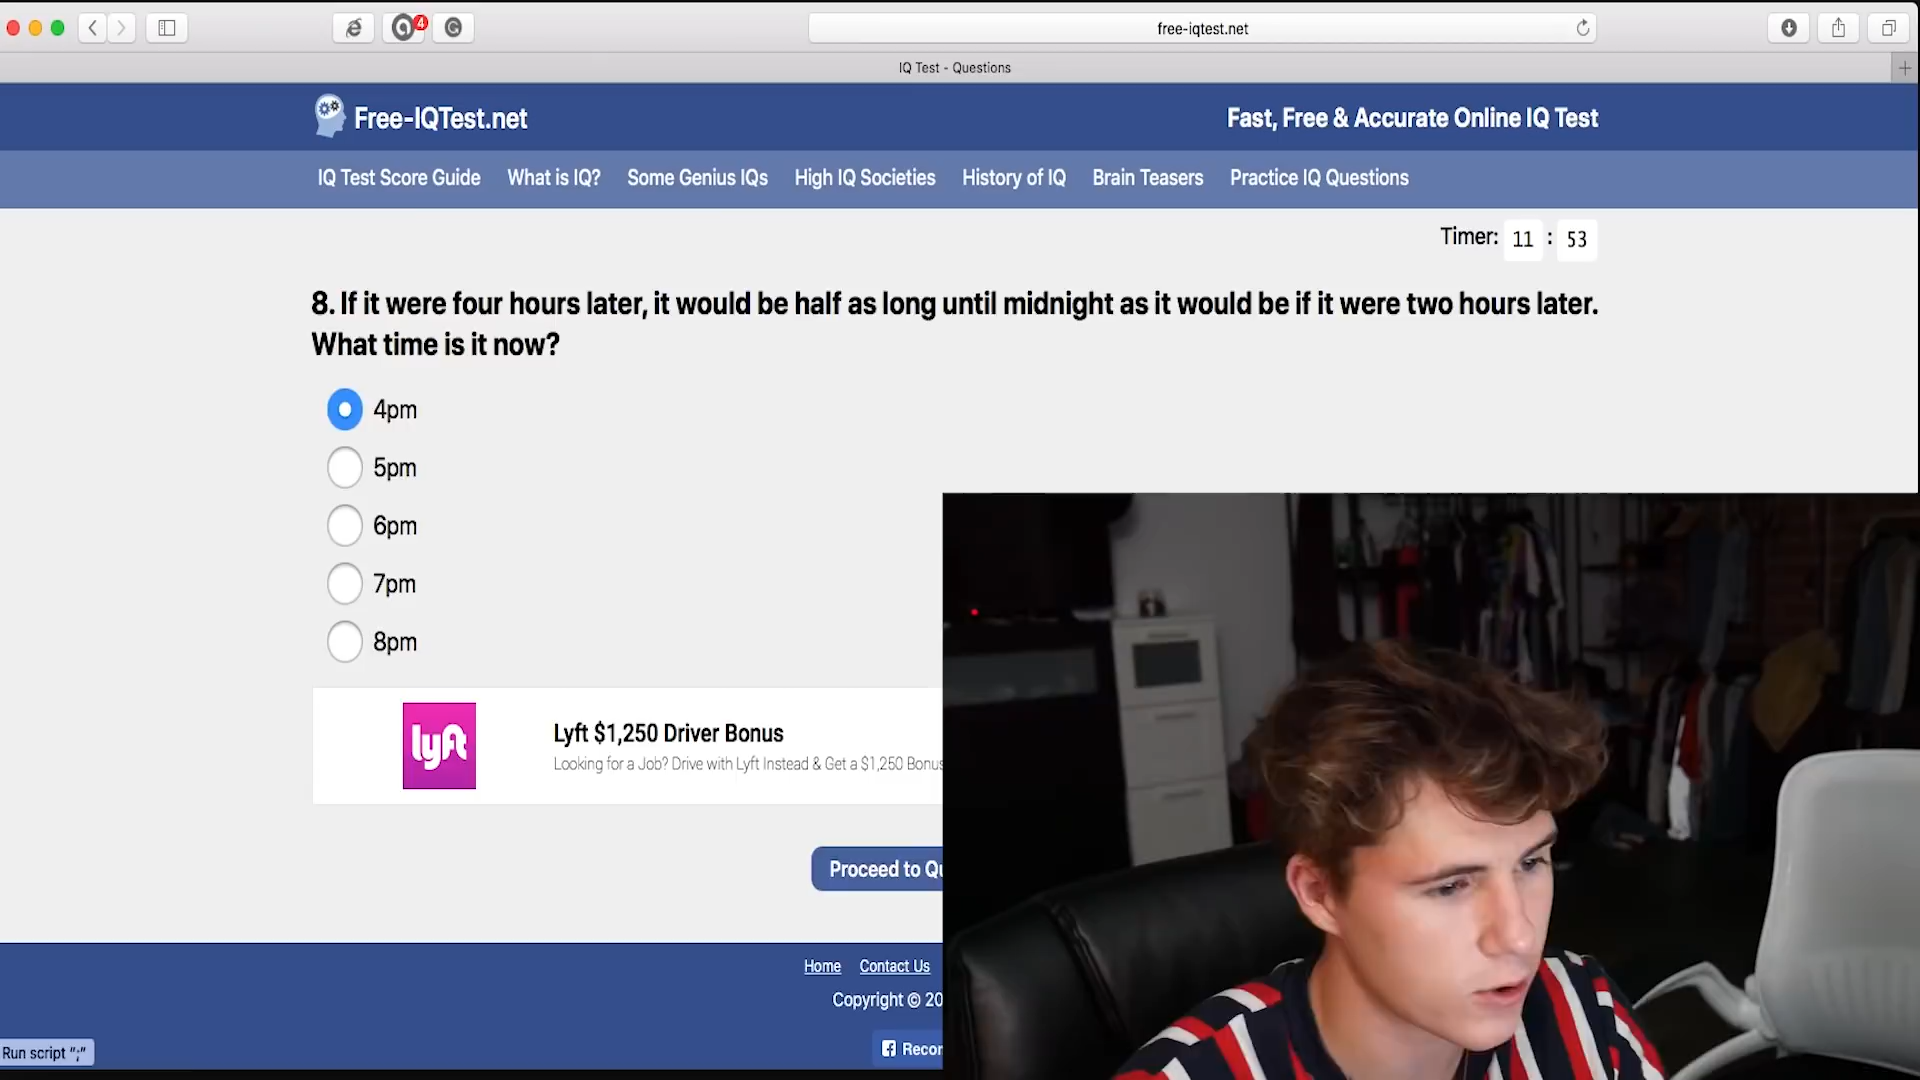 4
free-iqtest.net
IQ Test - Questions
Free-IQTest.net
Fast, Free & Accurate Online IQ Test
IQ Test Score Guide What is IQ? Some Genius IQs High IQ Societies History of IQ Brain Teasers Practice IQ Questions
Timer: 11 : 53
8. If it were four hours later, it would be half as long until midnight as it would be if it were two hours later.
What time is it now?
4pm
5pm
6pm
7pm
8pm
lyft
Lyft $1,250 Driver Bonus
Looking for a Job? Drive with Lyft Instead & Get a $1,250 Bonus
Proceed to
Home Contact Us
Copyright © 20
Run script ";"